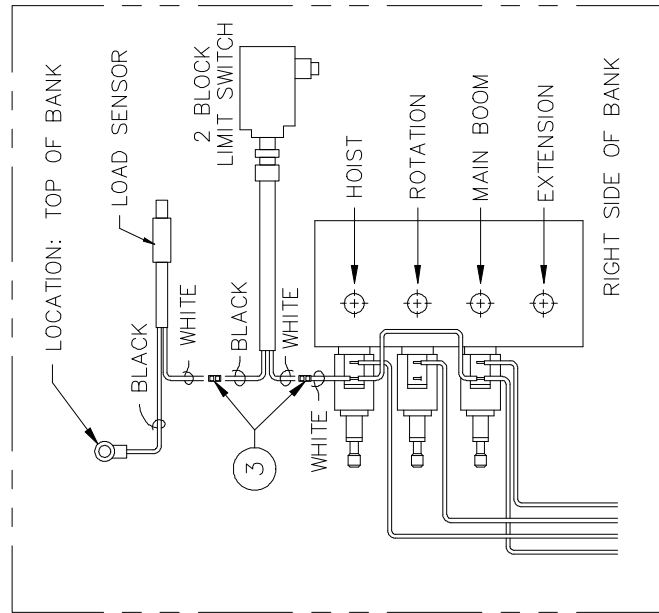 LOCATION: TOP OF BANK
LOAD SENSOR
2 BLOCK
LIMIT SWITCH
HOIST
ROTATION
MAIN BOOM
EXTENSION
RIGHT SIDE OF BANK
BLACK
WHITE
BLACK
WHITE
WHITE
3